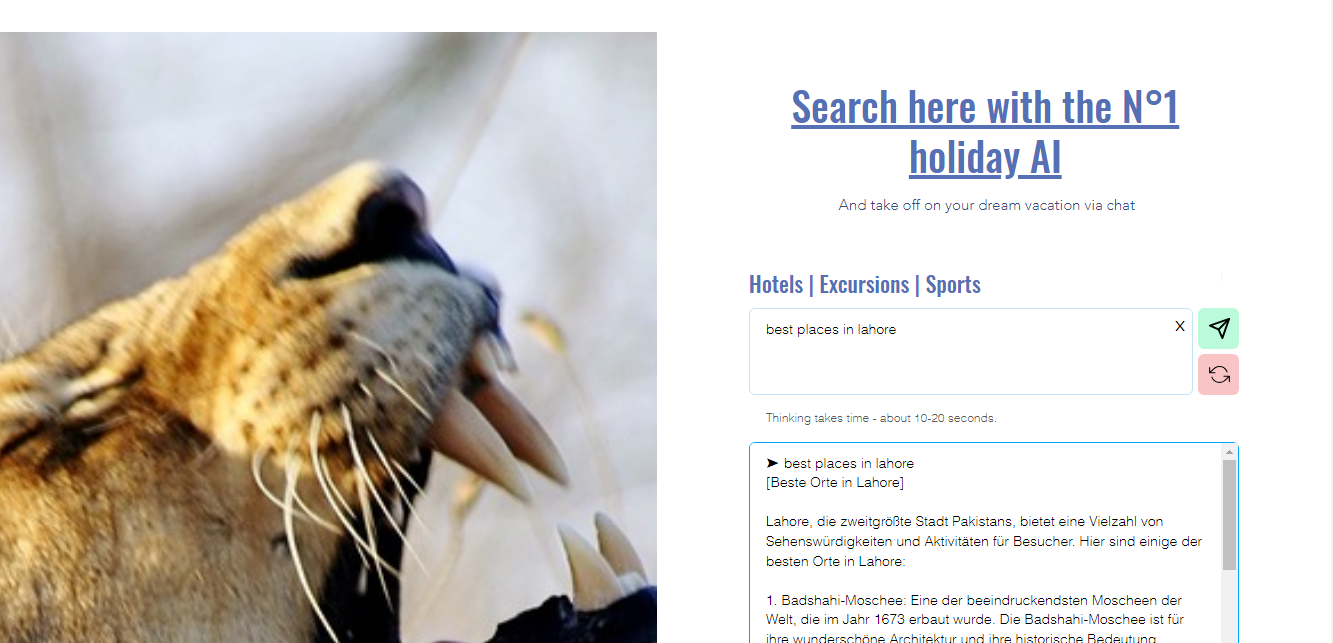 Search here with the N°1
holiday AI
And take off on your dream vacation via chat
Hotels | Excursions | Sports
best places in lahore
X
Thinking takes time - about 10-20 seconds.
➤ best places in lahore
[Beste Orte in Lahore]
Lahore, die zweitgrößte Stadt Pakistans, bietet eine Vielzahl von
Sehenswürdigkeiten und Aktivitäten für Besucher. Hier sind einige der
besten Orte in Lahore:
1. Badshahi-Moschee: Eine der beeindruckendsten Moscheen der
Welt, die im Jahr 1673 erbaut wurde. Die Badshahi-Moschee ist für
ihre wunderschöne Architektur und ihre historische Bedeutung